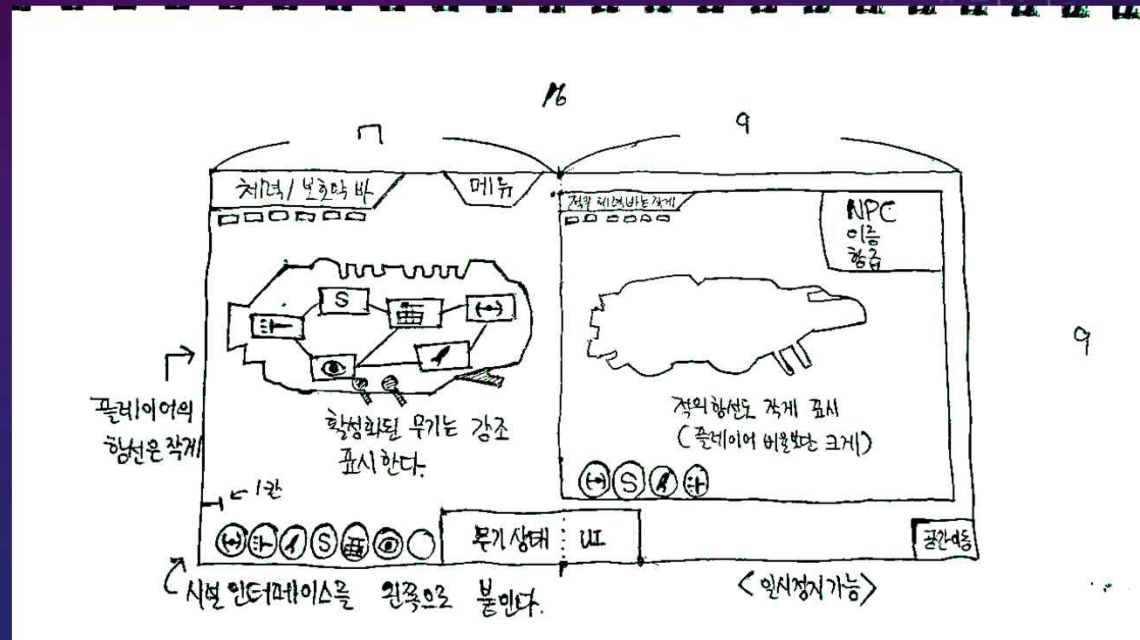 16
7
9
체력/보호막 바
메뉴
적의 체력바는 작게
NPC
이름
함급
S
9
플레이어의
함선은 작게
활성화된 무기는 강조
표시한다.
적의 함선도 작게 표시
(플레이어 비율보단 크게)
S
1칸
S
무기 상태 UI
공간이동
시설 인터페이스를 왼쪽으로 붙인다.
<일시정지 가능>